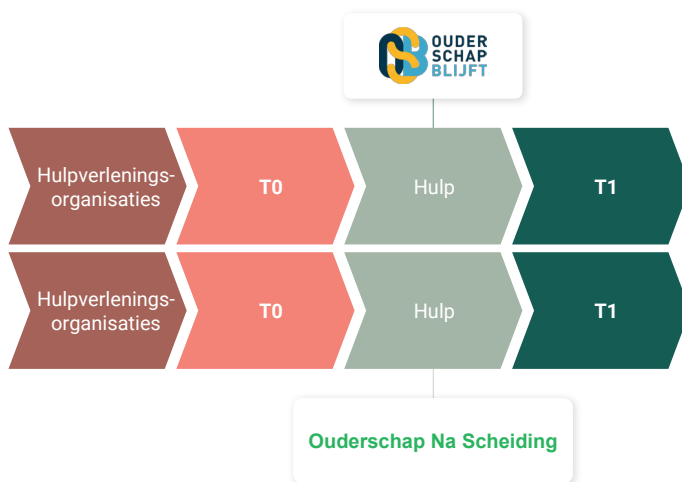 OUDER
SCHAP
BLIJFT
Hulpverlenings-
organisaties
T0
Hulp
T1
Hulpverlenings-
organisaties
T0
Hulp
T1
Ouderschap Na Scheiding